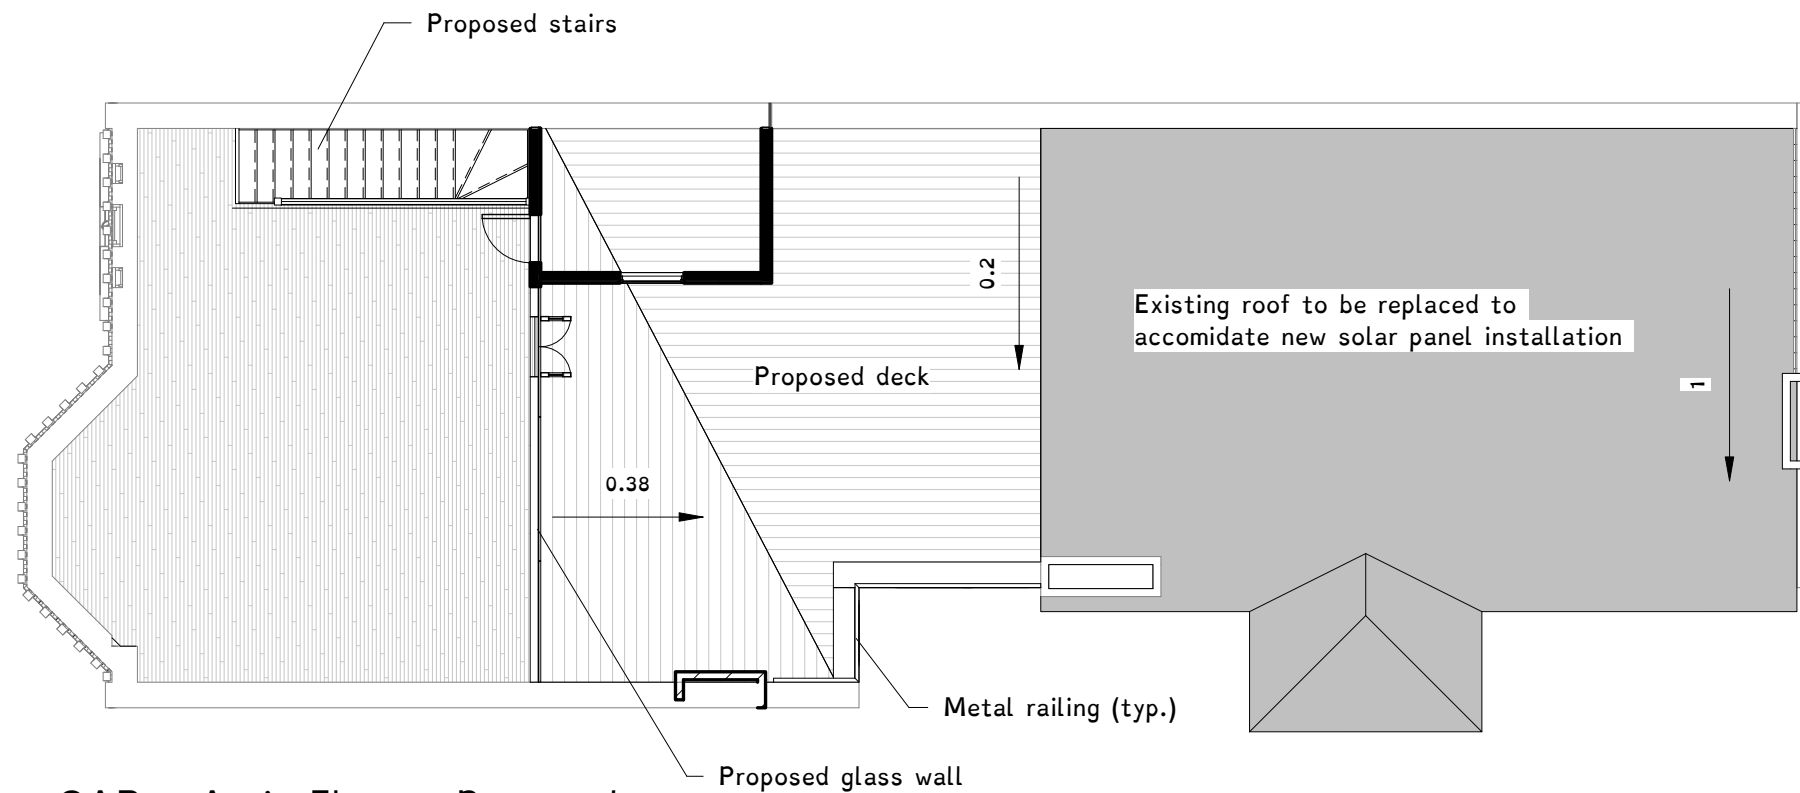 Proposed stairs
0.2
Existing roof to be replaced to
accomidate new solar panel installation
1
Proposed deck
0.38
Metal railing (typ.)
Proposed glass wall